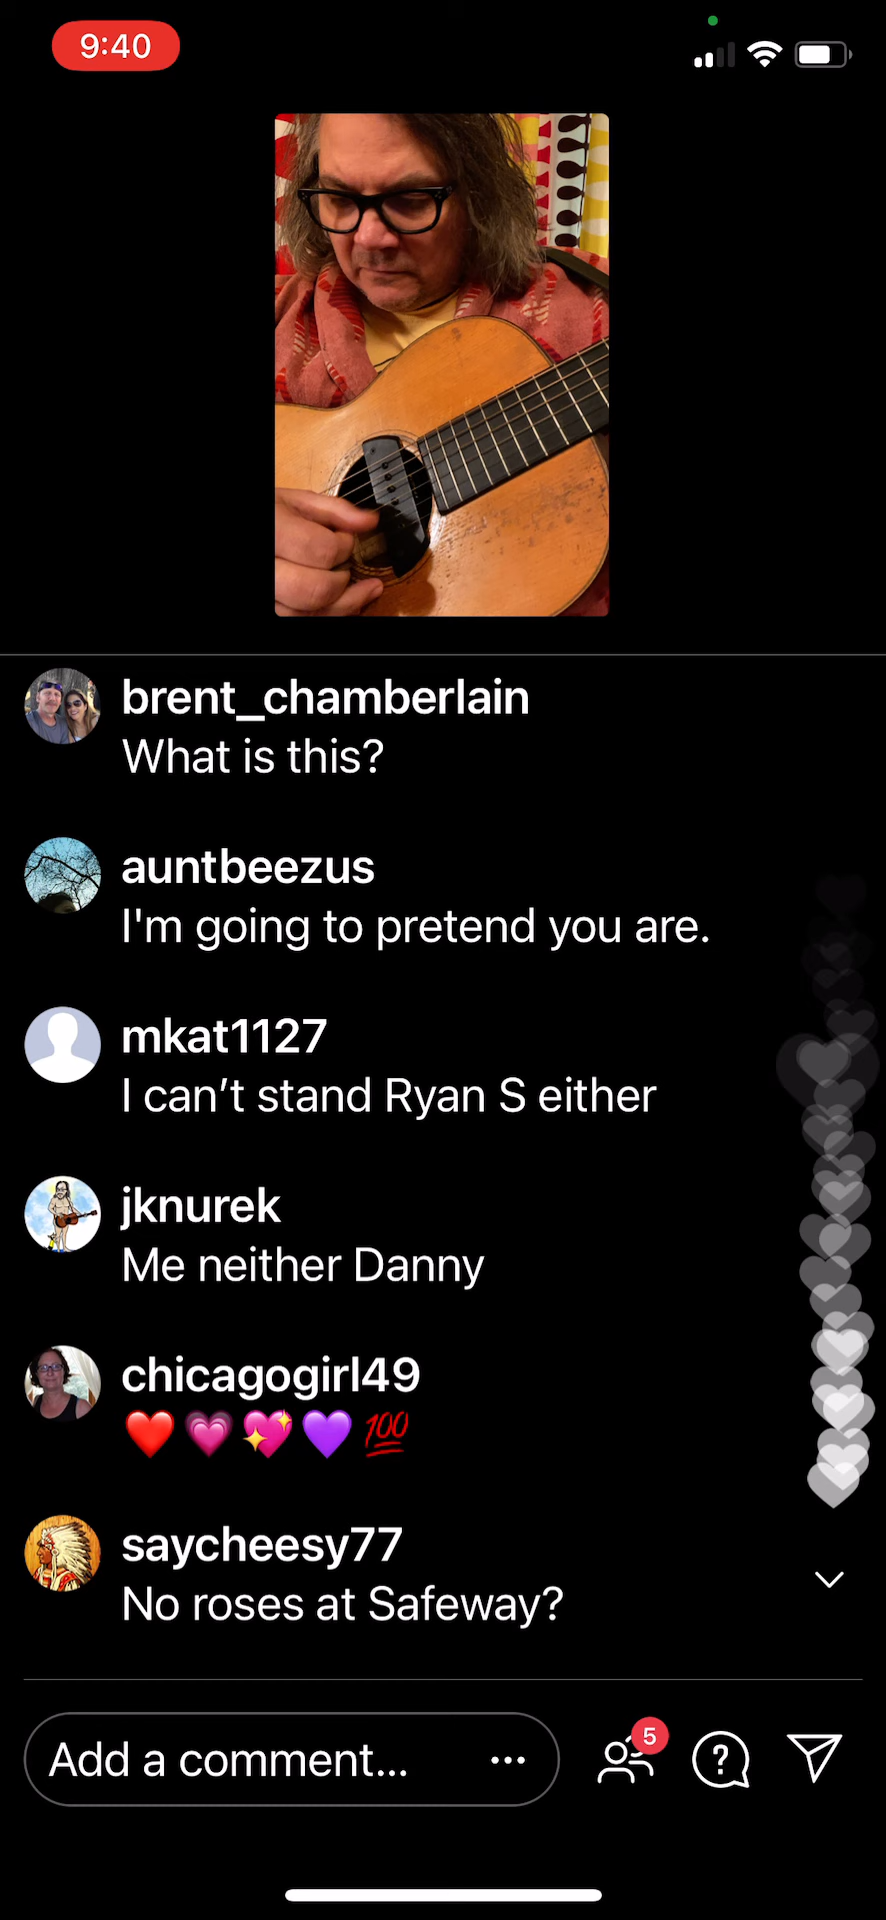 9:40
brent_chamberlain
What is this?
auntbeezus
I'm going to pretend you are.
mkat1127
I can’t stand Ryan S either
jknurek
Me neither Danny
chicagogirl49
❤️💗💖💜💯
saycheesy77
No roses at Safeway?
Add a comment...
5